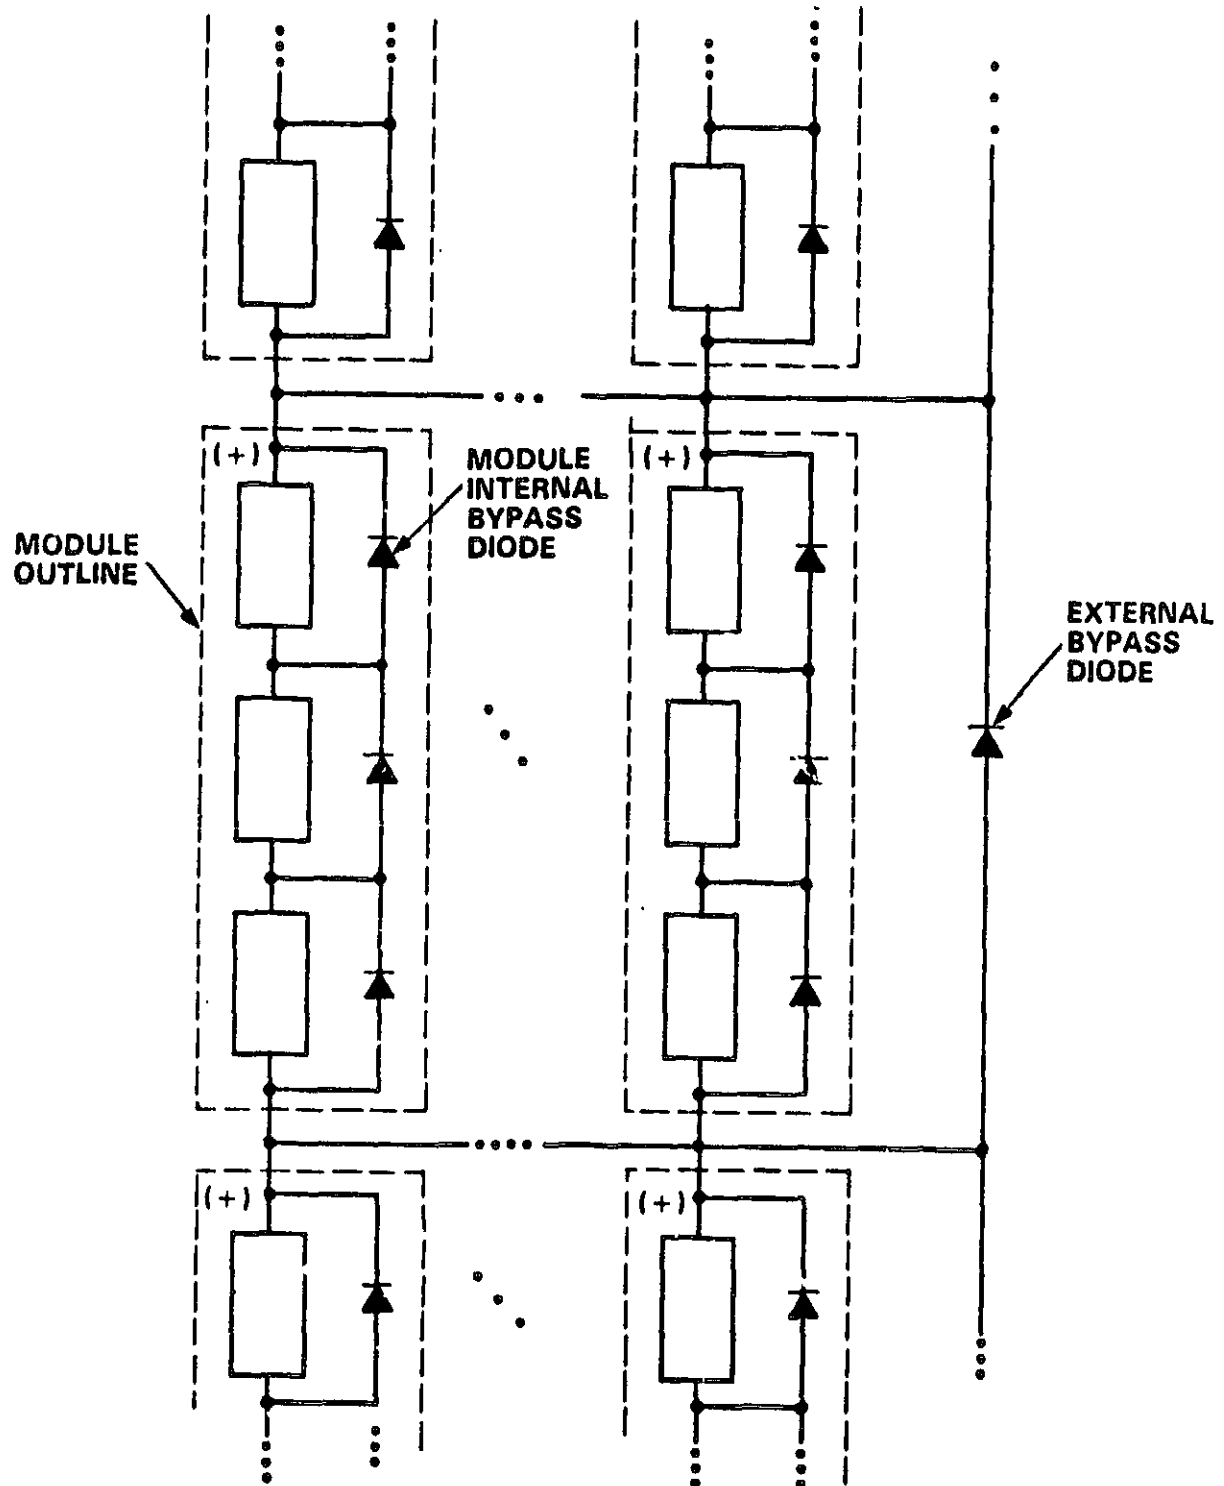 (+)
(+)
MODULE
INTERNAL
BYPASS
DIODE
MODULE
OUTLINE
EXTERNAL
BYPASS
DIODE
(+)
(+)